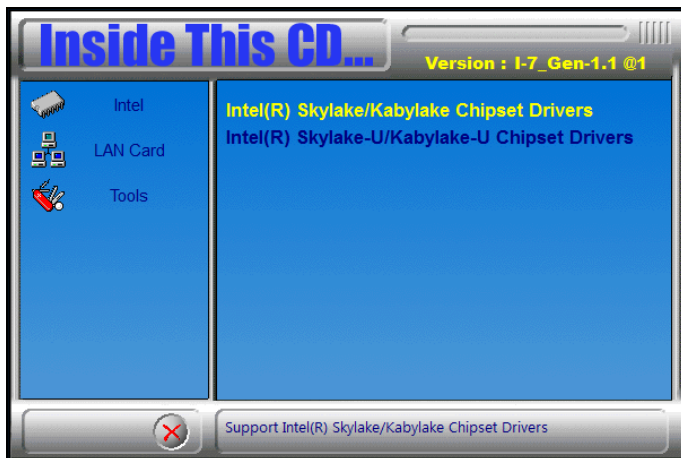 Inside This CD...
Version : I-7_Gen-1.1 @1
Intel
LAN Card
Tools
Intel(R) Skylake/Kabylake Chipset Drivers
Intel(R) Skylake-U/Kabylake-U Chipset Drivers
Support Intel(R) Skylake/Kabylake Chipset Drivers